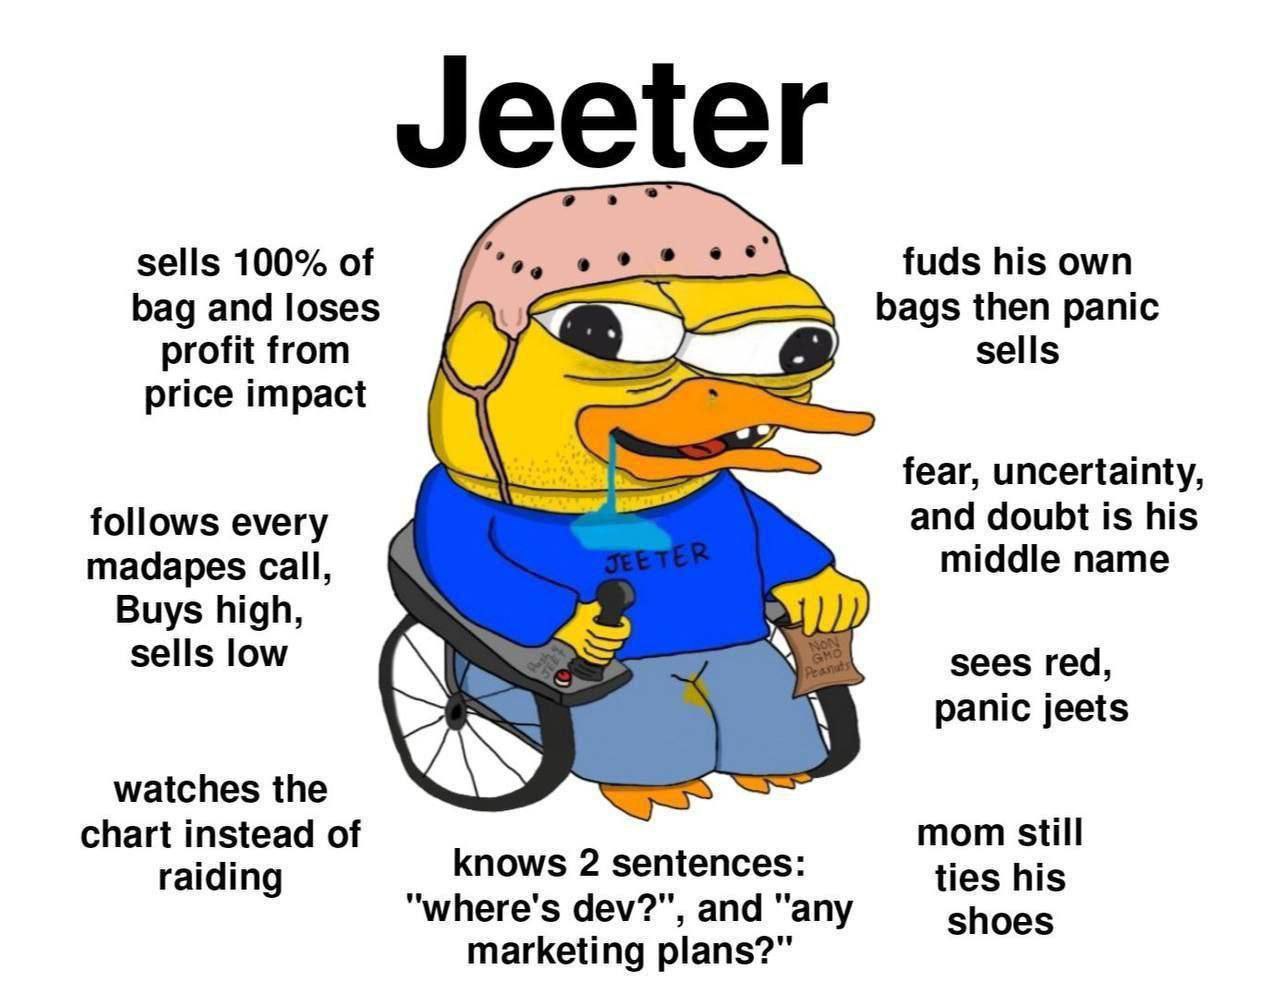 Jeeter
sells 100% of
bag and loses
profit from
price impact
fuds his own
bags then panic
sells
follows every
madapes call,
Buys high,
sells low
fear, uncertainty,
and doubt is his
middle name
JEETER
Push 4
JEET
NON
GMO
Peanuts
sees red,
panic jeets
watches the
chart instead of
raiding
knows 2 sentences:
"where's dev?", and "any
marketing plans?"
mom still
ties his
shoes